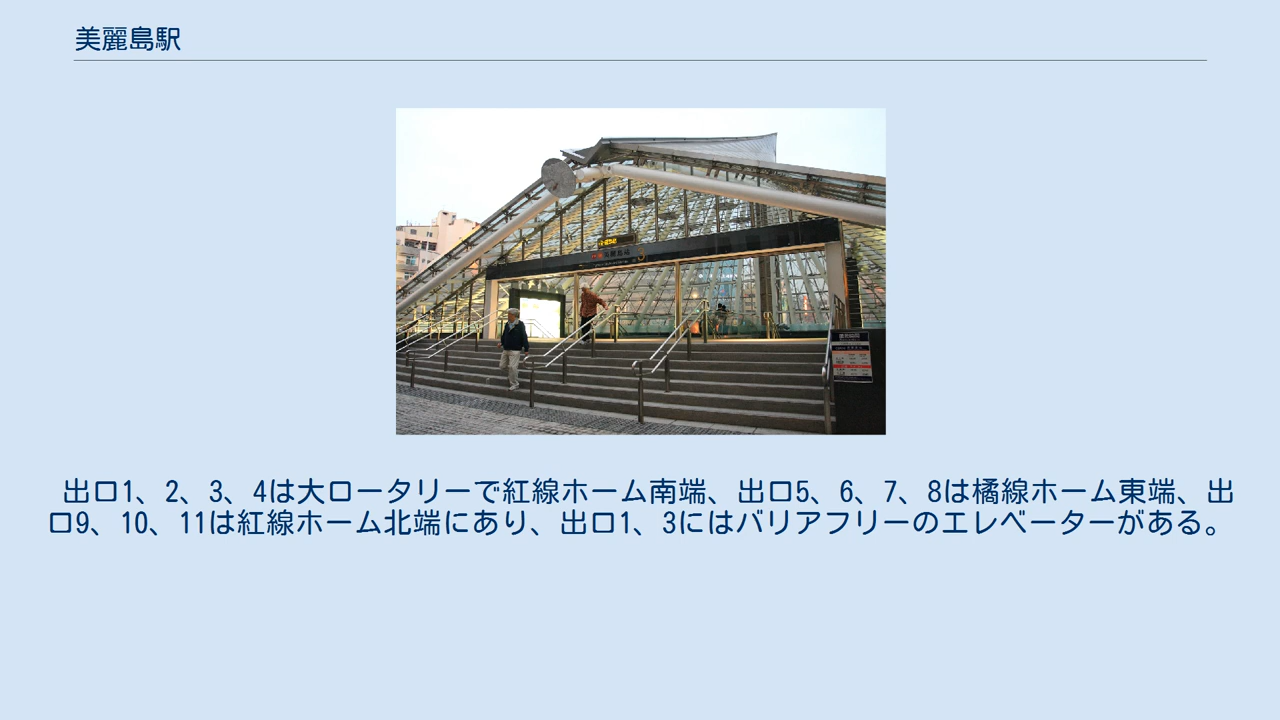 美麗島駅
出口1、2、3、4は大ロータリーで紅線ホーム南端、出口5、6、7、8は橘線ホーム東端、出
口9、10、11は紅線ホーム北端にあり、出口1、3にはバリアフリーのエレベーターがある。